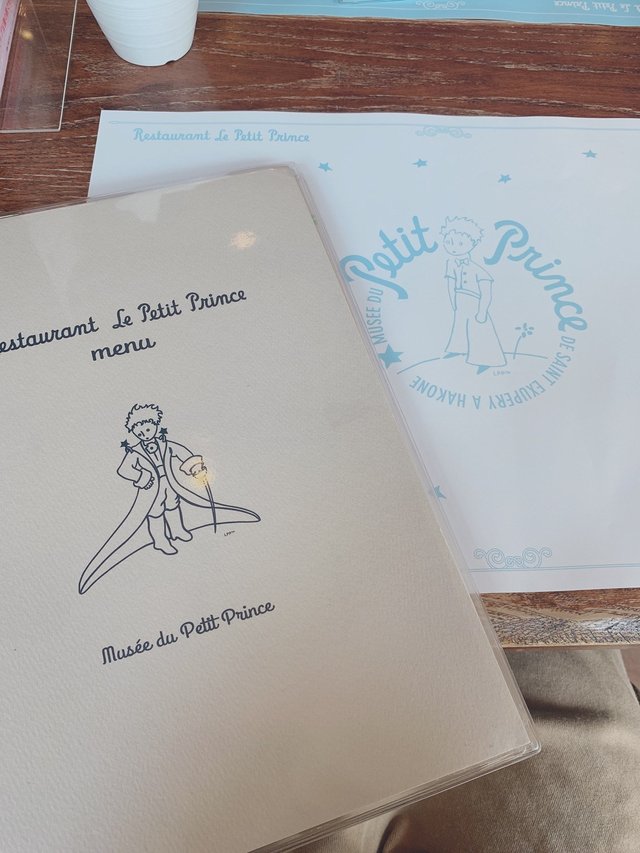 Restaurant Le Petit Prince
MUSÉE DU Petit Prince DE SAINT EXUPÉRY À HAKONE
estaurant Le Petit Prince
menu
Musée du Petit Prince